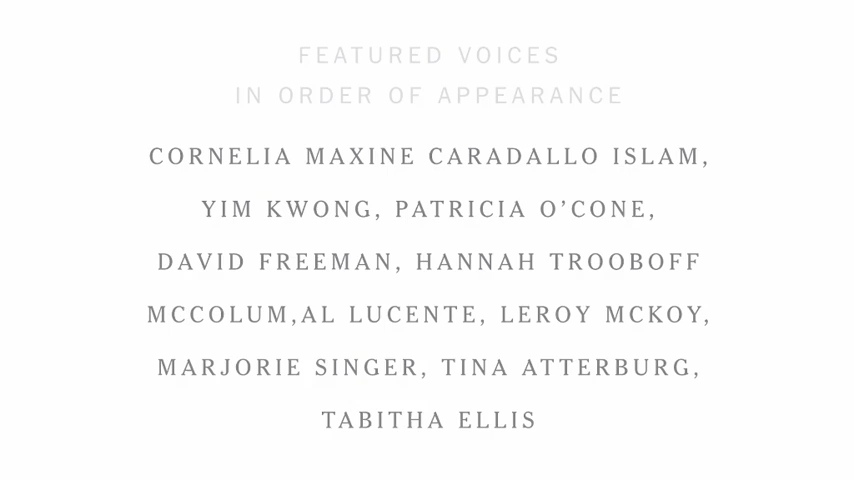 FEATURED VOICES
IN ORDER OF APPEARANCE
CORNELIA MAXINE CARADALLO ISLAM,
YIM KWONG, PATRICIA O’CONE,
DAVID FREEMAN, HANNAH TROOBOFF
MCCOLUM,AL LUCENTE, LEROY MCKOY,
MARJORIE SINGER, TINA ATTERBURG,
TABITHA ELLIS